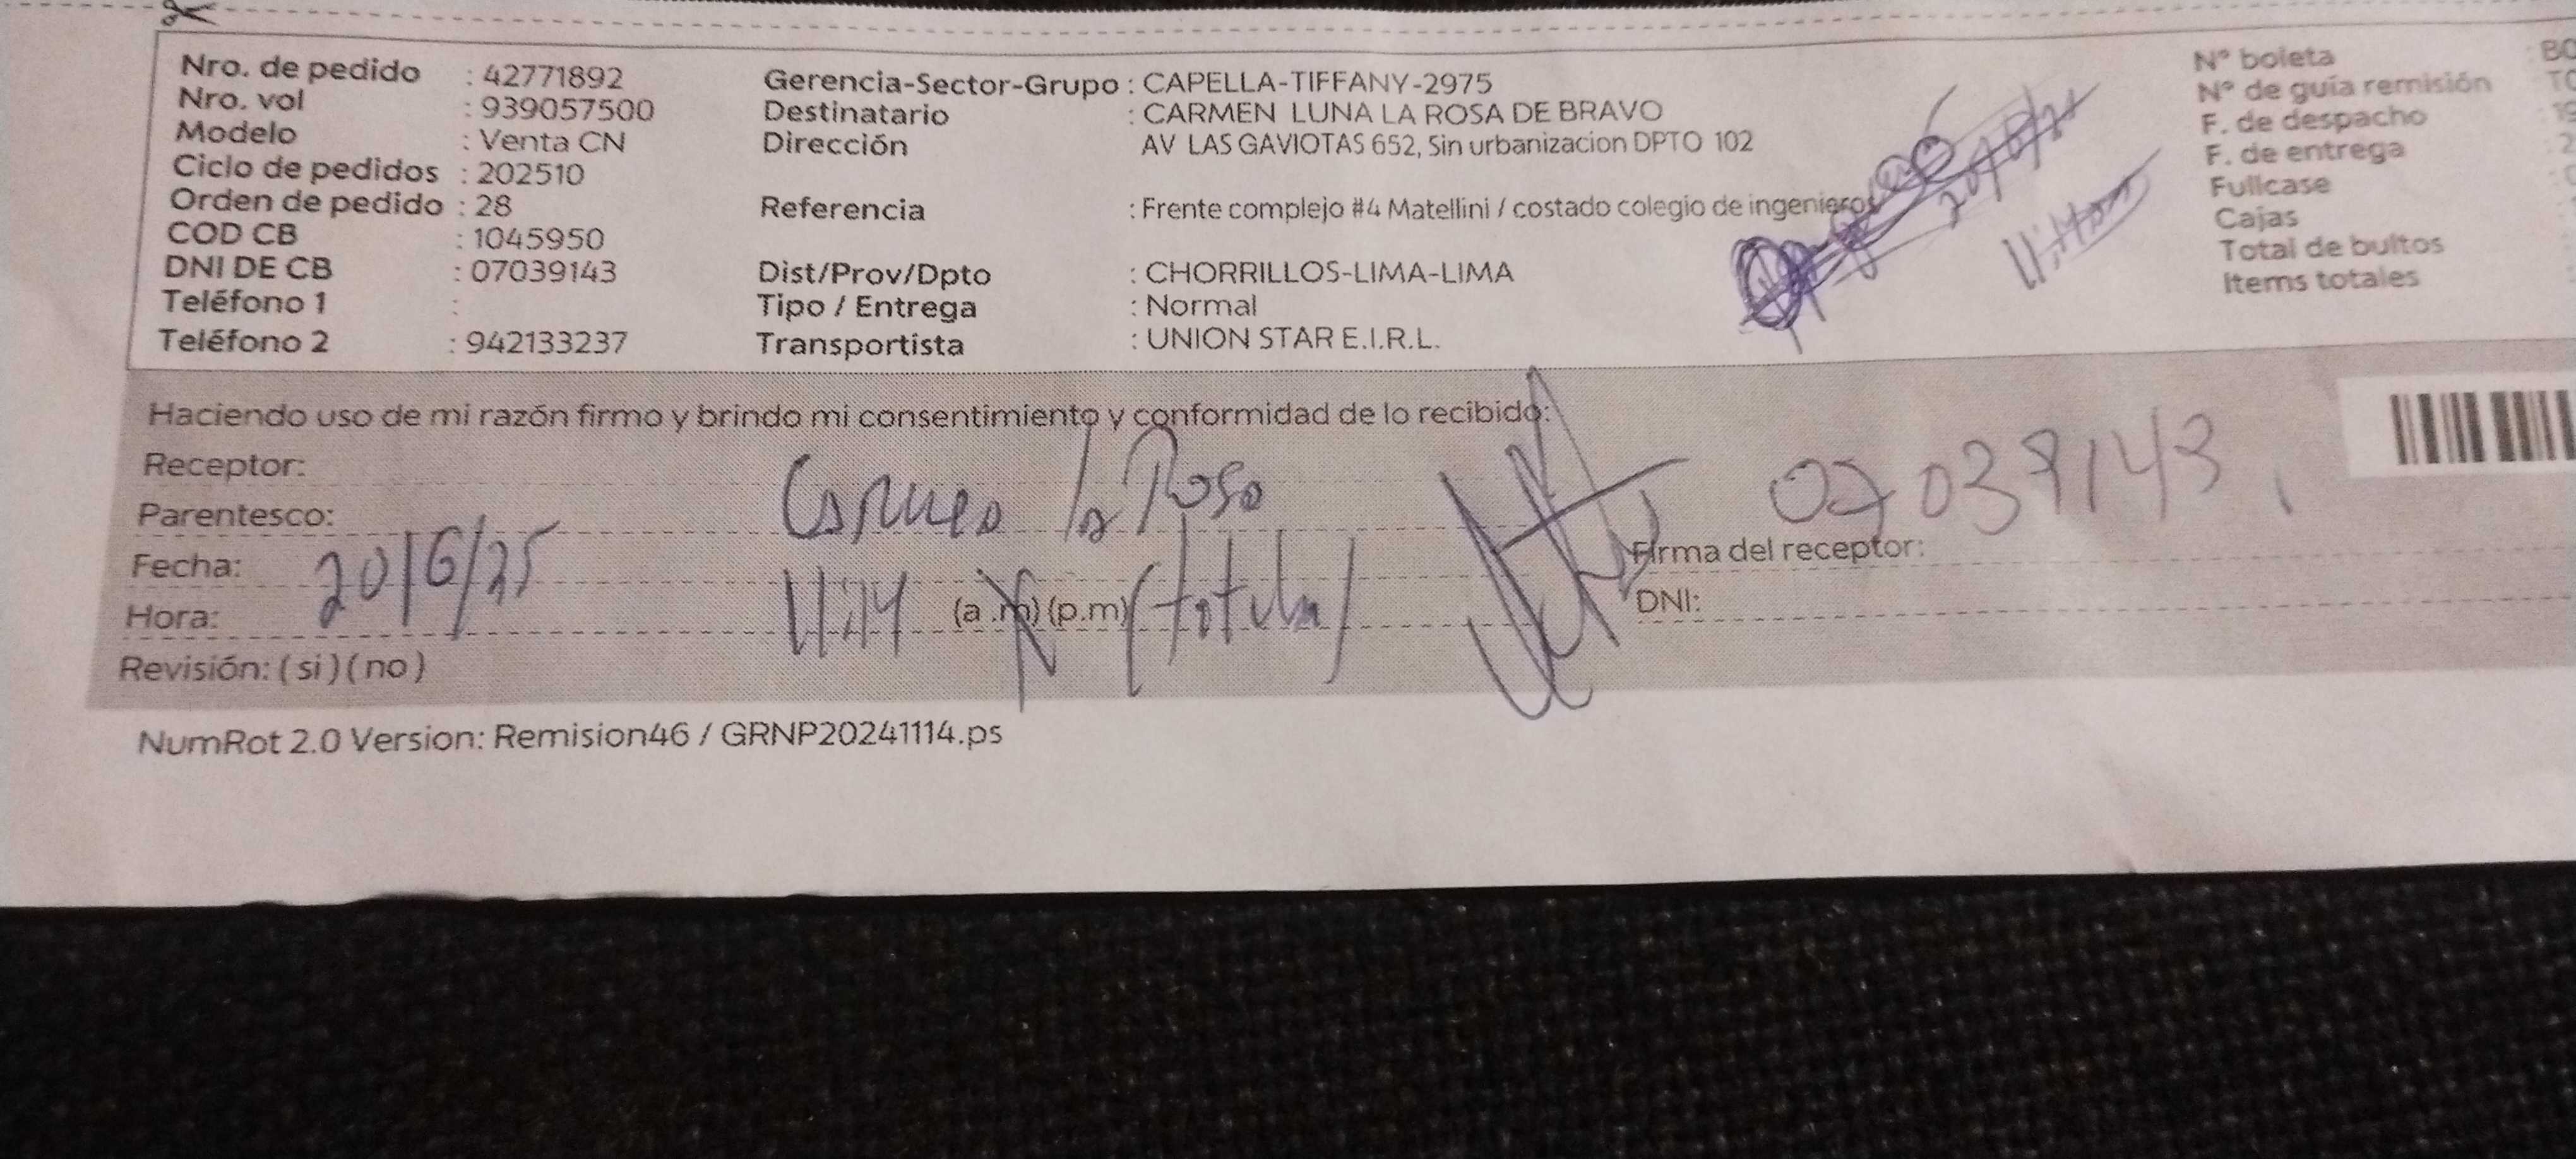 Nro. de pedido : 42771892
Nro. vol : 939057500
Modelo : Venta CN
Ciclo de pedidos : 202510
Orden de pedido : 28
COD CB : 1045950
DNI DE CB : 07039143
Teléfono 1 :
Teléfono 2 : 942133237
Gerencia-Sector-Grupo : CAPELLA-TIFFANY-2975
Destinatario : CARMEN LUNA LA ROSA DE BRAVO
Dirección AV LAS GAVIOTAS 652, Sin urbanizacion DPTO 102
Referencia : Frente complejo #4 Matellini / costado colegio de ingenieros
Dist/Prov/Dpto : CHORRILLOS-LIMA-LIMA
Tipo / Entrega : Normal
Transportista : UNION STAR E.I.R.L.
N° boleta : BO
N° de guía remisión
F. de despacho
F. de entrega
Fullcase
Cajas
Total de bultos
Items totales
Haciendo uso de mi razón firmo y brindo mi consentimiento y conformidad de lo recibido:
Receptor: Carmen la Rosa
Parentesco:
Fecha: 20/6/25
Hora: 11:14 (a .m) (p.m) (titular)
Revisión: ( si ) ( no )
07039143
Firma del receptor:
DNI:
NumRot 2.0 Version: Remision46 / GRNP20241114.ps